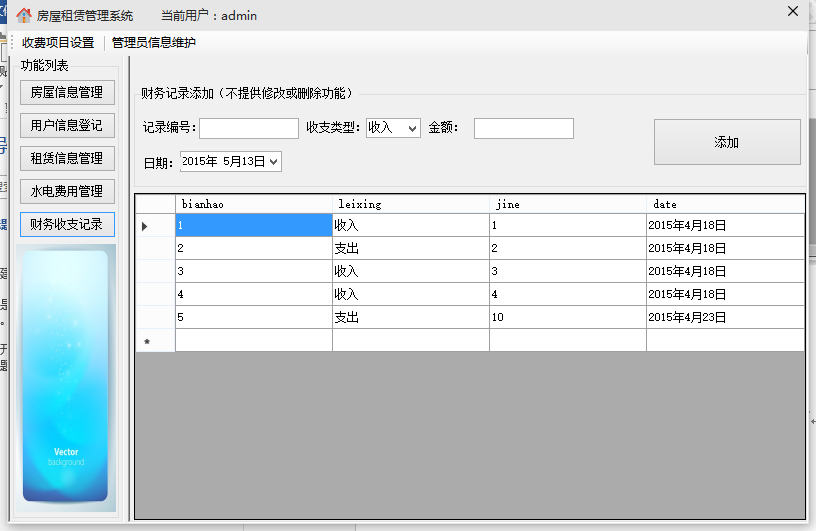 房屋租赁管理系统 当前用户：admin
收费项目设置 管理员信息维护
功能列表
房屋信息管理
用户信息登记
租赁信息管理
水电费用管理
财务收支记录
Vector
background
财务记录添加（不提供修改或删除功能）
记录编号： 收支类型： 收入 金额：
添加
日期： 2015年 5月13日
bianhao leixing jine date
1 收入 1 2015年4月18日
2 支出 2 2015年4月18日
3 收入 3 2015年4月18日
4 收入 4 2015年4月18日
5 支出 10 2015年4月23日
*